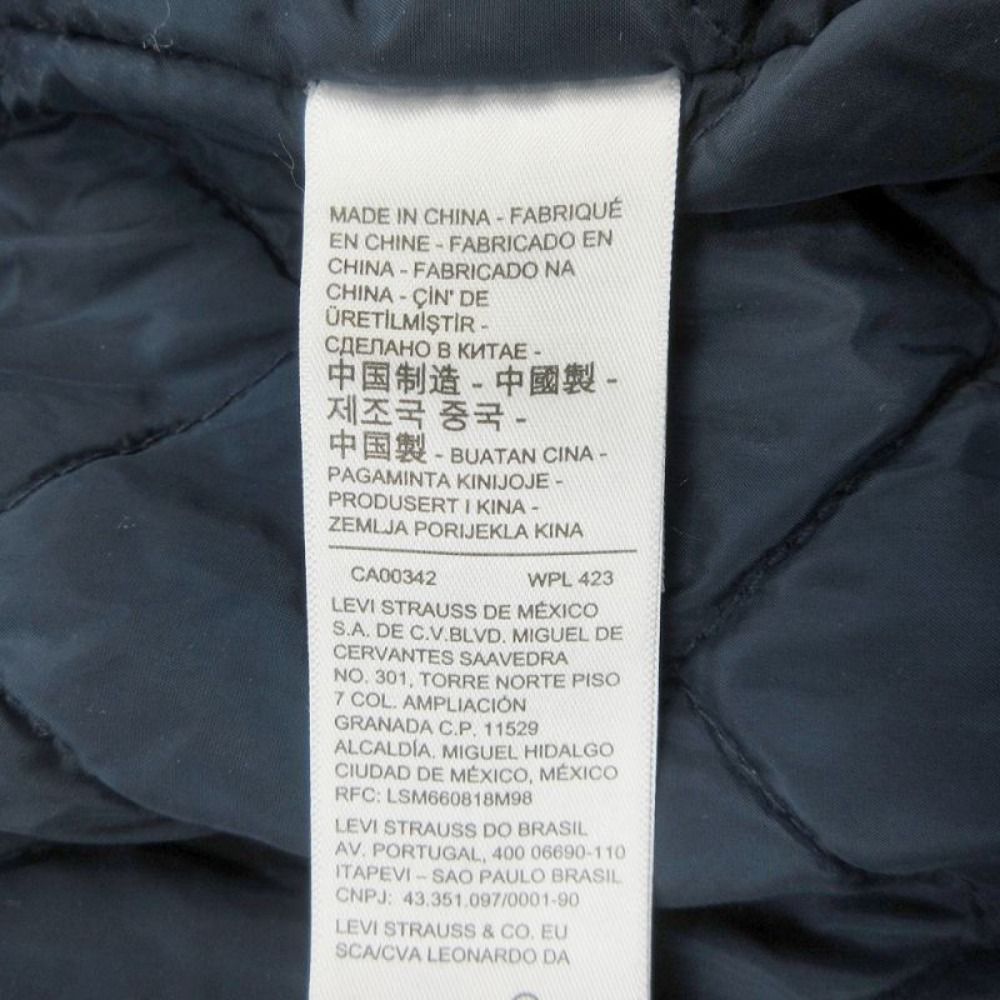 MADE IN CHINA - FABRIQUÉ
EN CHINE - FABRICADO EN
CHINA - FABRICADO NA
CHINA - ÇİN' DE
ÜRETİLMİŞTİR -
СДЕЛАНО В КИТАЕ -
中国制造 - 中國製 -
제조국 중국 -
中国製 - BUATAN CINA -
PAGAMINTA KINIJOJE -
PRODUSERT I KINA -
ZEMLJA PORIJEKLA KINA
CA00342 WPL 423
LEVI STRAUSS DE MÉXICO
S.A. DE C.V.BLVD. MIGUEL DE
CERVANTES SAAVEDRA
NO. 301, TORRE NORTE PISO
7 COL. AMPLIACIÓN
GRANADA C.P. 11529
ALCALDÍA. MIGUEL HIDALGO
CIUDAD DE MÉXICO, MÉXICO
RFC: LSM660818M98
LEVI STRAUSS DO BRASIL
AV. PORTUGAL, 400 06690-110
ITAPEVI – SAO PAULO BRASIL
CNPJ: 43.351.097/0001-90
LEVI STRAUSS & CO. EU
SCA/CVA LEONARDO DA